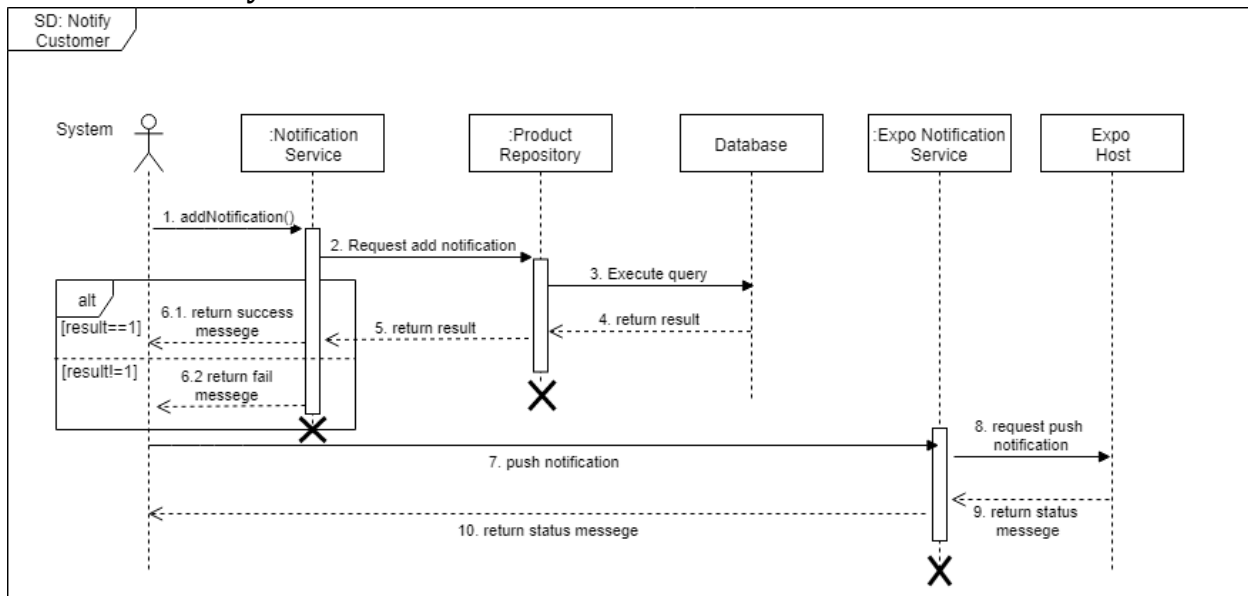 SD: Notify
Customer
System
:Notification
Service
:Product
Repository
Database
:Expo Notification
Service
Expo
Host
1. addNotification()
2. Request add notification
3. Execute query
alt
[result==1]
6.1. return success
messege
5. return result
4. return result
[result!=1]
6.2 return fail
messege
7. push notification
8. request push
notification
9. return status
messege
10. return status messege